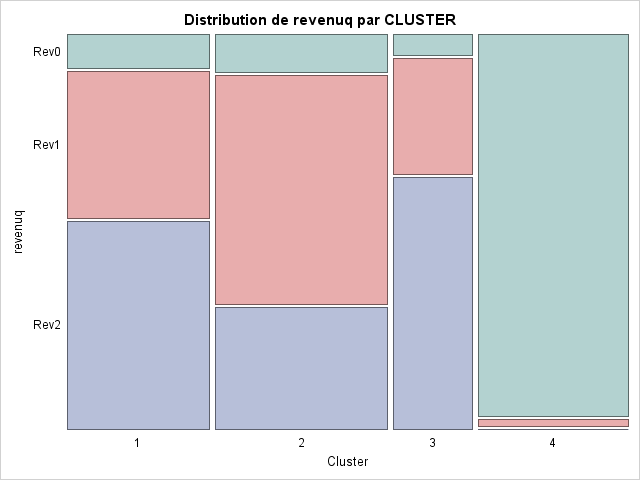 Distribution de revenuq par CLUSTER
Rev0
Rev1
Rev2
revenuq
1 2 3 4
Cluster